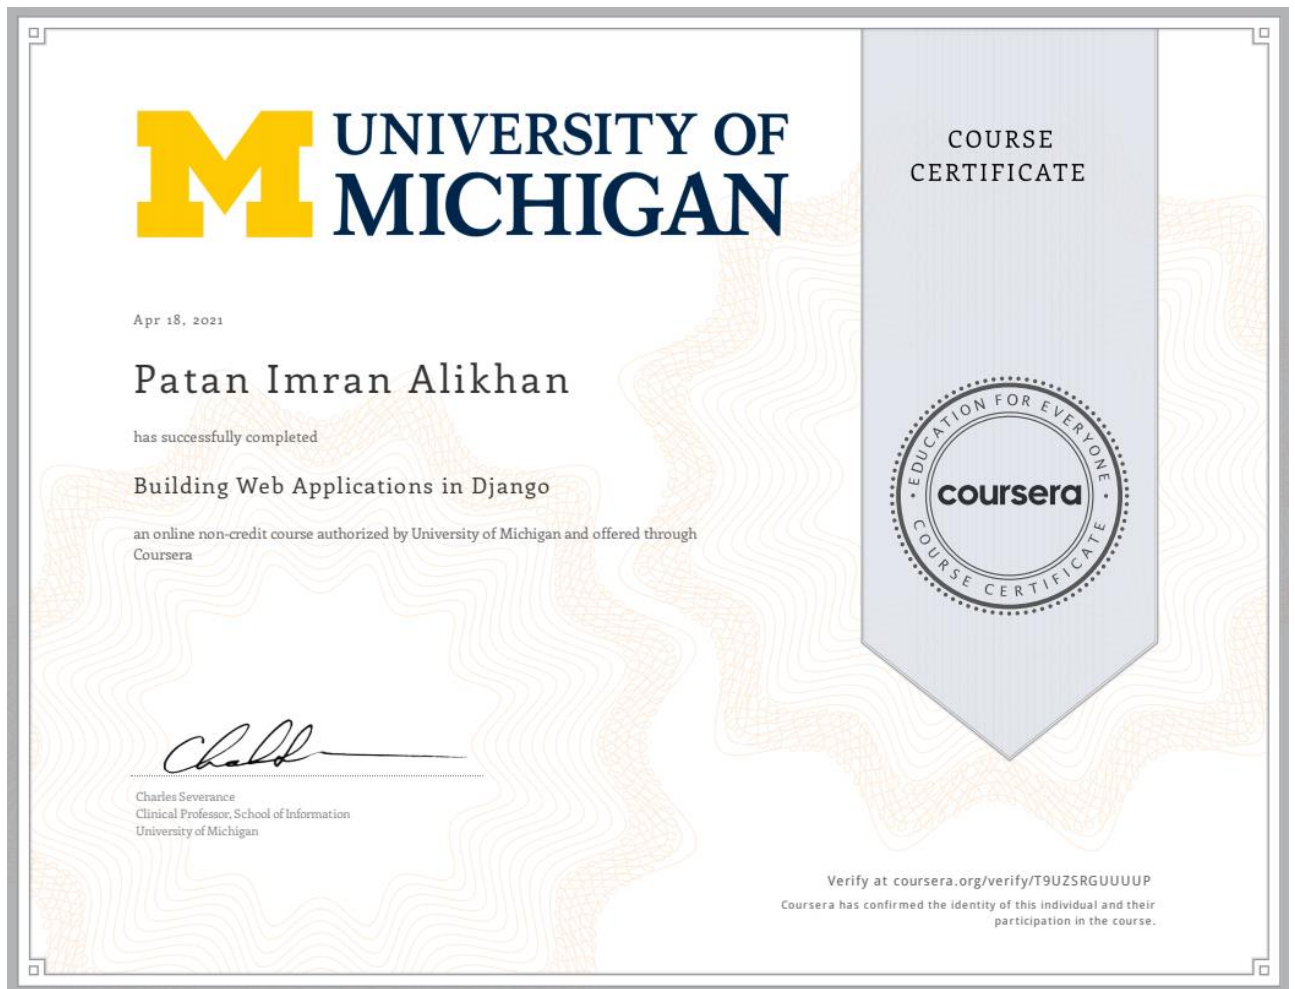 UNIVERSITY OF
MICHIGAN
COURSE
CERTIFICATE
Apr 18, 2021
Patan Imran Alikhan
has successfully completed
Building Web Applications in Django
an online non-credit course authorized by University of Michigan and offered through
Coursera
EDUCATION FOR EVERYONE
coursera
COURSE CERTIFICATE
Charles Severance
Clinical Professor, School of Information
University of Michigan
Verify at coursera.org/verify/T9UZSRGUUUUP
Coursera has confirmed the identity of this individual and their
participation in the course.